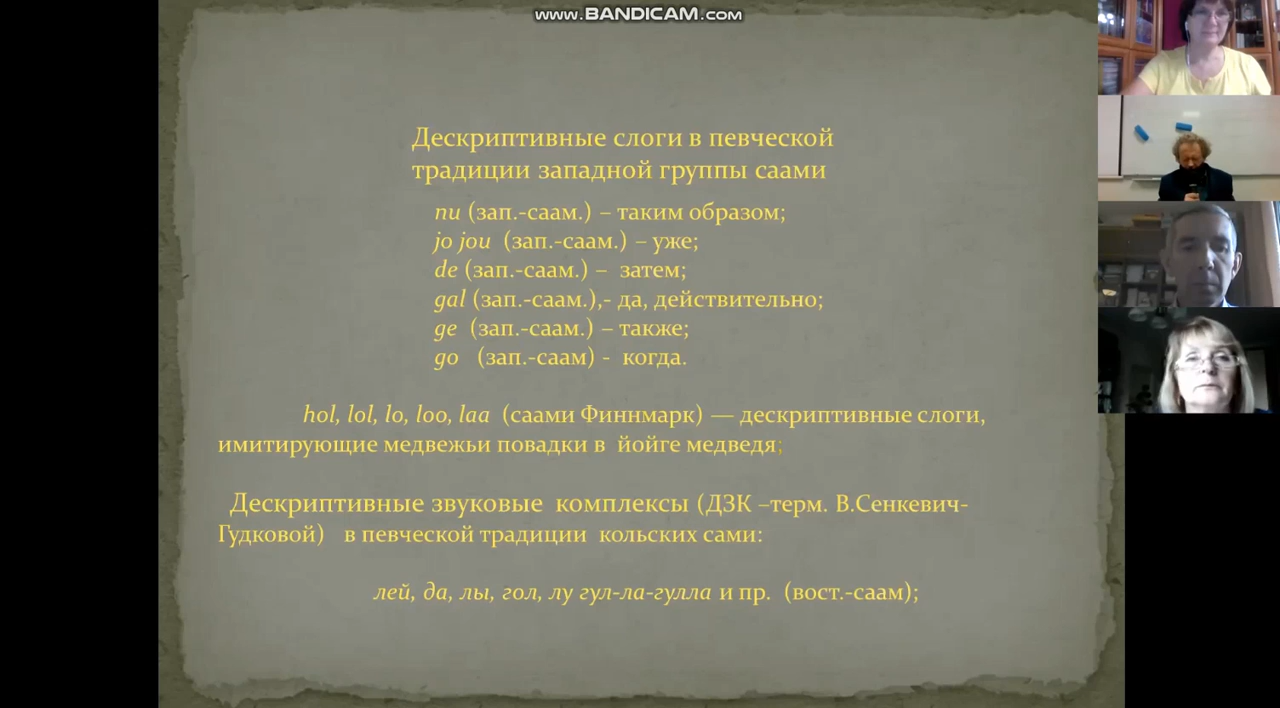 www.BANDICAM.com
Дескриптивные слоги в певческой
традиции западной группы саами
nu (зап.-саам.) – таким образом;
jo jou (зап.-саам.) – уже;
de (зап.-саам.) – затем;
gal (зап.-саам.),- да, действительно;
ge (зап.-саам.) – также;
go (зап.-саам) - когда.
hol, lol, lo, loo, laa (саами Финнмарк) — дескриптивные слоги,
имитирующие медвежьи повадки в йойге медведя;
Дескриптивные звуковые комплексы (ДЗК –терм. В.Сенкевич-
Гудковой) в певческой традиции кольских сами:
лей, да, лы, гол, лу гул-ла-гулла и пр. (вост.-саам);